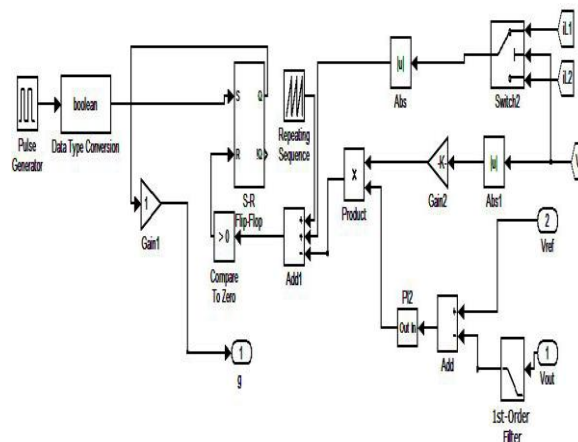 iL1
iL2
|u|
Abs
Switch2
boolean
S
Q
R
!Q
Pulse
Generator
Data Type Conversion
Repeating
Sequence
-K-
|u|
V
Gain2
Abs1
×
Product
1
Gain1
S-R
Flip-Flop
> 0
Compare
To Zero
+
+
-
Add1
2
Vref
PI2
Out In
+
-
Add
1
Vout
1
g
1st-Order
Filter